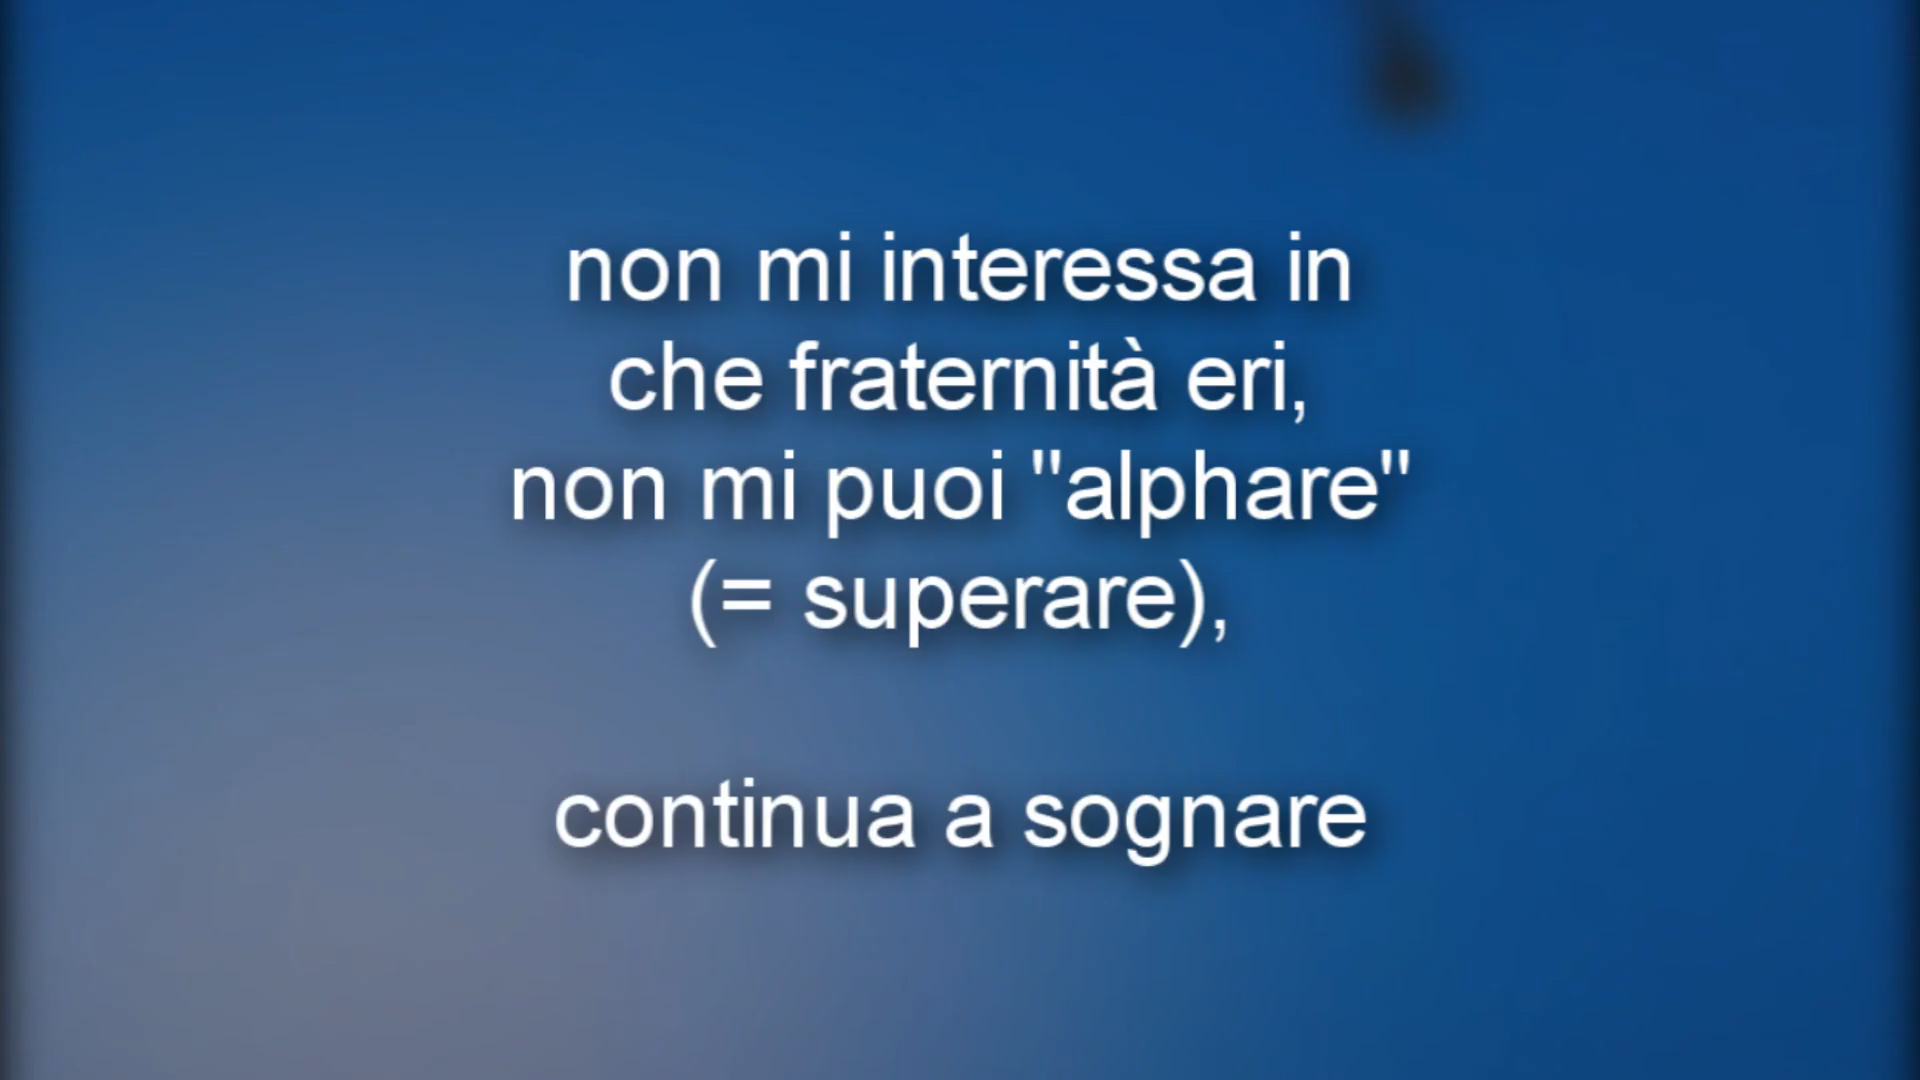 non mi interessa in
che fraternità eri,
non mi puoi "alphare"
(= superare),
continua a sognare